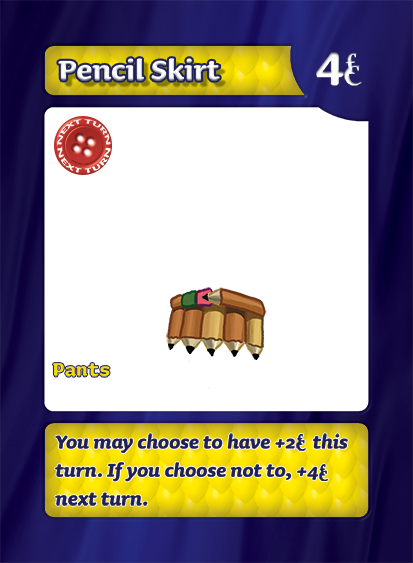 Pencil Skirt
4£
NEXT TURN
NEXT TURN
Pants
You may choose to have +2£ this
turn. If you choose not to, +4£
next turn.